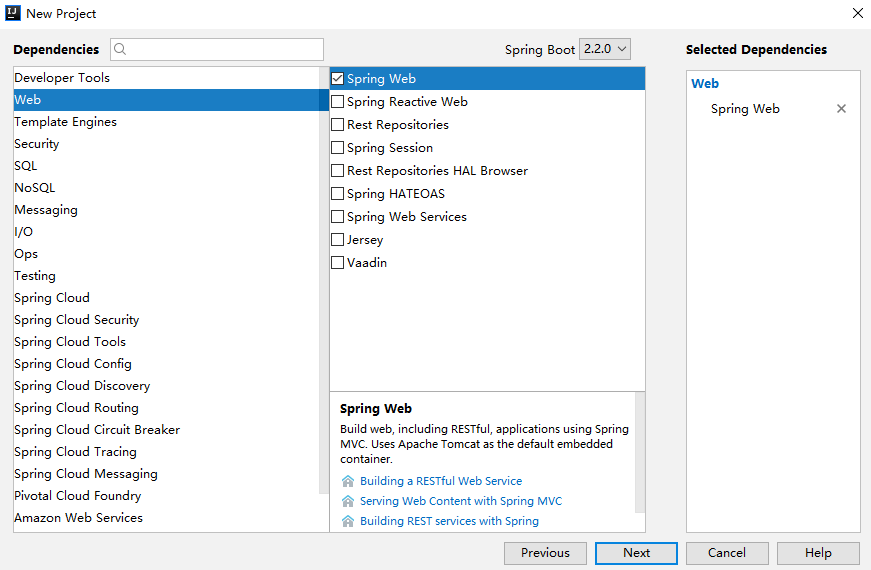 New Project
Dependencies
Spring Boot 2.2.0
Selected Dependencies
Developer Tools
Web
Template Engines
Security
SQL
NoSQL
Messaging
I/O
Ops
Testing
Spring Cloud
Spring Cloud Security
Spring Cloud Tools
Spring Cloud Config
Spring Cloud Discovery
Spring Cloud Routing
Spring Cloud Circuit Breaker
Spring Cloud Tracing
Spring Cloud Messaging
Pivotal Cloud Foundry
Amazon Web Services
Spring Web
Spring Reactive Web
Rest Repositories
Spring Session
Rest Repositories HAL Browser
Spring HATEOAS
Spring Web Services
Jersey
Vaadin
Spring Web
Build web, including RESTful, applications using Spring
MVC. Uses Apache Tomcat as the default embedded
container.
Building a RESTful Web Service
Serving Web Content with Spring MVC
Building REST services with Spring
Web
Spring Web
Previous
Next
Cancel
Help